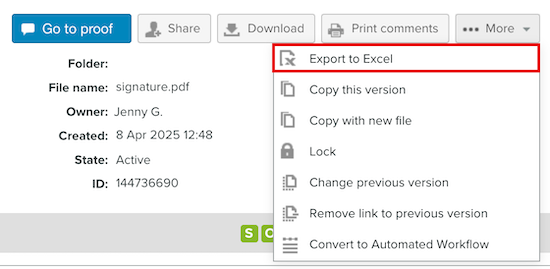 Go to proof Share Download Print comments More
Folder:
Export to Excel
File name: signature.pdf
Copy this version
Owner: Jenny G.
Copy with new file
Created: 8 Apr 2025 12:48
Lock
State: Active
Change previous version
ID: 144736690
Remove link to previous version
S O
Convert to Automated Workflow